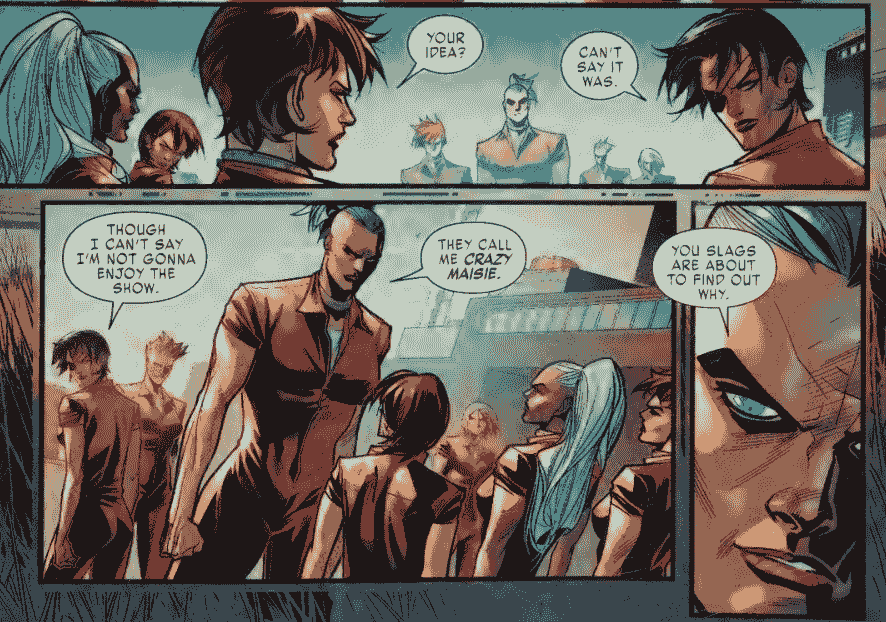 YOUR
IDEA?
CAN'T
SAY IT
WAS.
THOUGH
I CAN'T SAY
I'M NOT GONNA
ENJOY THE
SHOW.
THEY CALL
ME CRAZY
MAISIE.
YOU SLAGS
ARE ABOUT
TO FIND OUT
WHY.